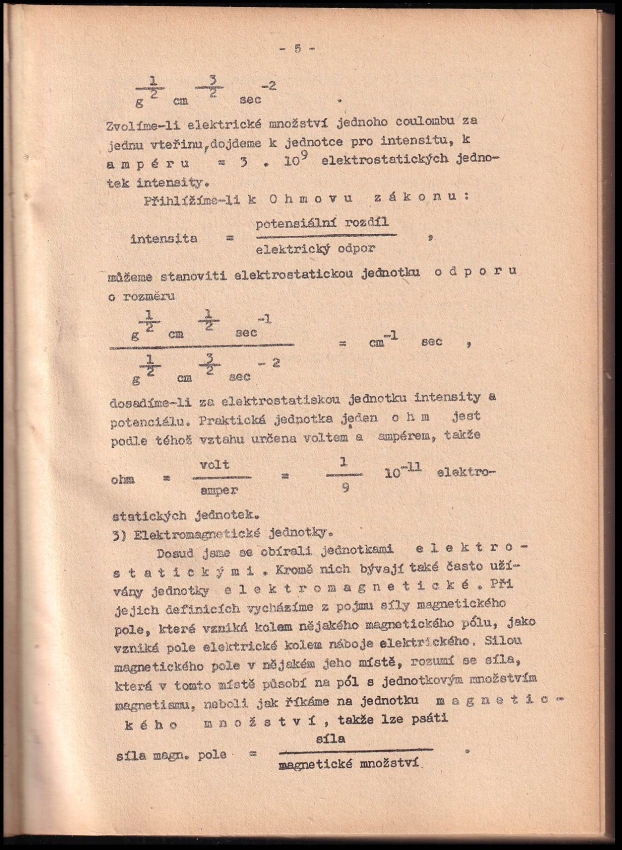 - 5 -
g 1/2 cm 3/2 sec -2 .
Zvolíme-li elektrické množství jednoho coulombu za
jednu vteřinu,dojdeme k jednotce pro intensitu, k
a m p é r u = 3 . 10 9 elektrostatických jedno-
tek intensity.
Přihlížíme-li k O h m o v u z á k o n u :
potensiální rozdíl
intensita = ,
elektrický odpor
můžeme stanoviti elektrostatickou jednotku o d p o r u
o rozměru
g 1/2 cm 1/2 sec -1
= cm -1 sec ,
g 1/2 cm 3/2 sec - 2
dosadíme-li za elektrostatiskou jednotku intensity a
potenciálu. Praktická jednotka jeden o h m jest
podle téhož vztahu určena voltem a ampérem, takže
volt 1
ohm = = 10 -11 elektro-
amper 9
statických jednotek.
3) Elektromagnetické jednotky.
Dosud jsme se obírali jednotkami e l e k t r o -
s t a t i c k ý m i . Kromě nich bývají také často uží-
vány jednotky e l e k t r o m a g n e t i c k é . Při
jejich definicích vycházíme z pojmu síly magnetického
pole, které vzniká kolem nějakého magnetického pólu, jako
vzniká pole elektrické kolem náboje elektrického. Silou
magnetického pole v nějakém jeho místě, rozumí se síla,
která v tomto místě působí na pól s jednotkovým množstvím
magnetismu, neboli jak říkáme na jednotku m a g n e t i c -
k é h o m n o ž s t v í , takže lze psáti
síla
síla magn. pole = .
magnetické množství